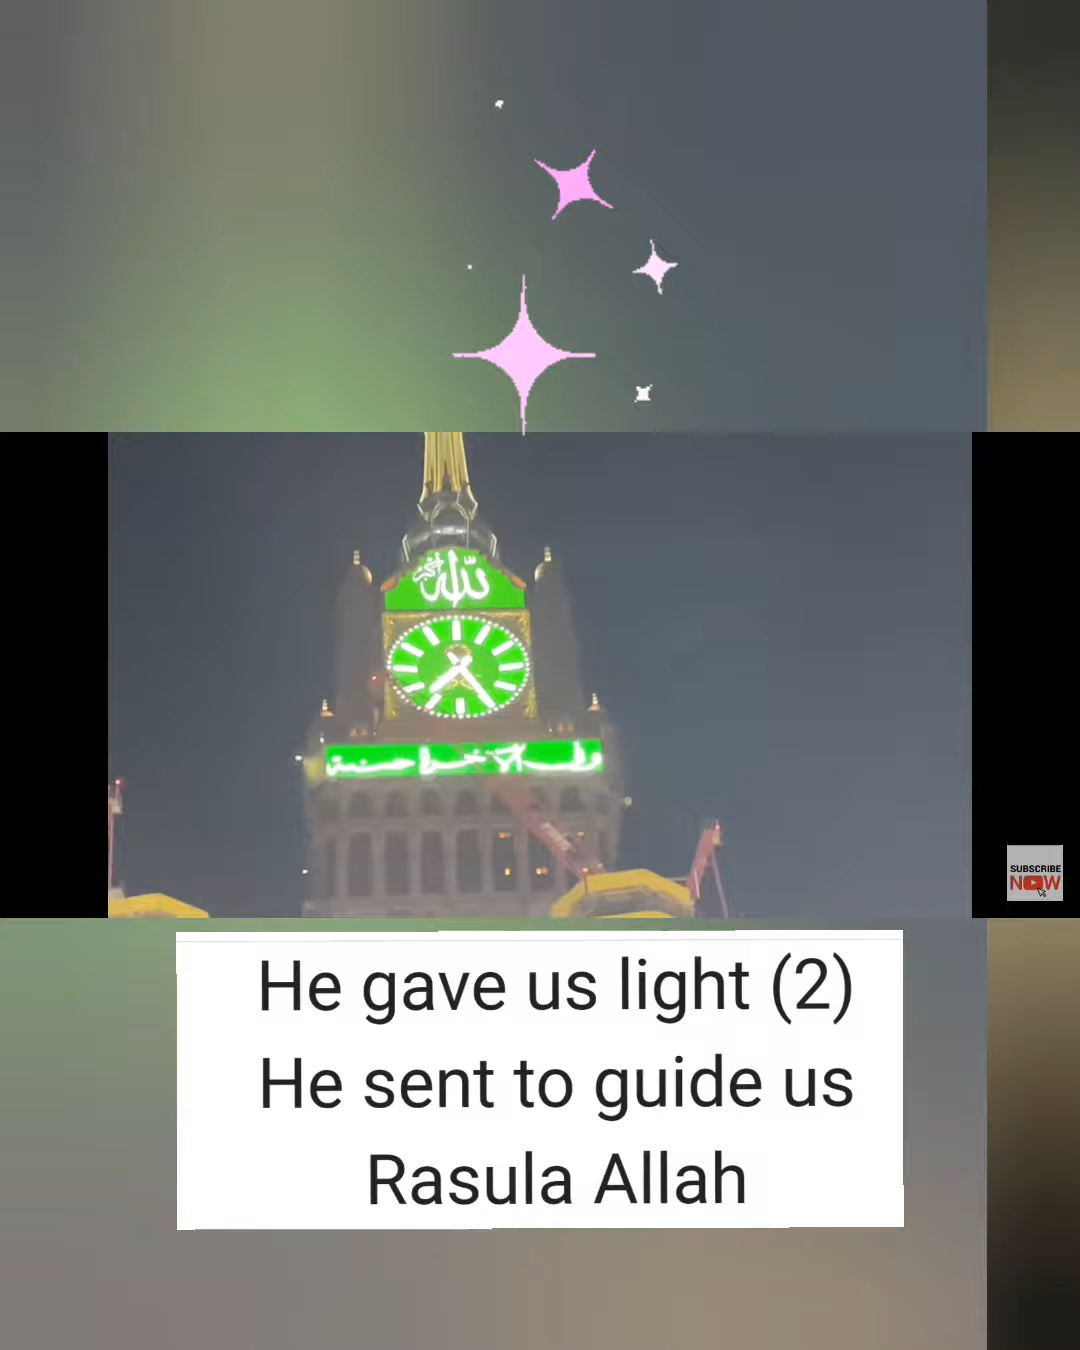 الله
SUBSCRIBE
NOW
He gave us light (2)
He sent to guide us
Rasula Allah